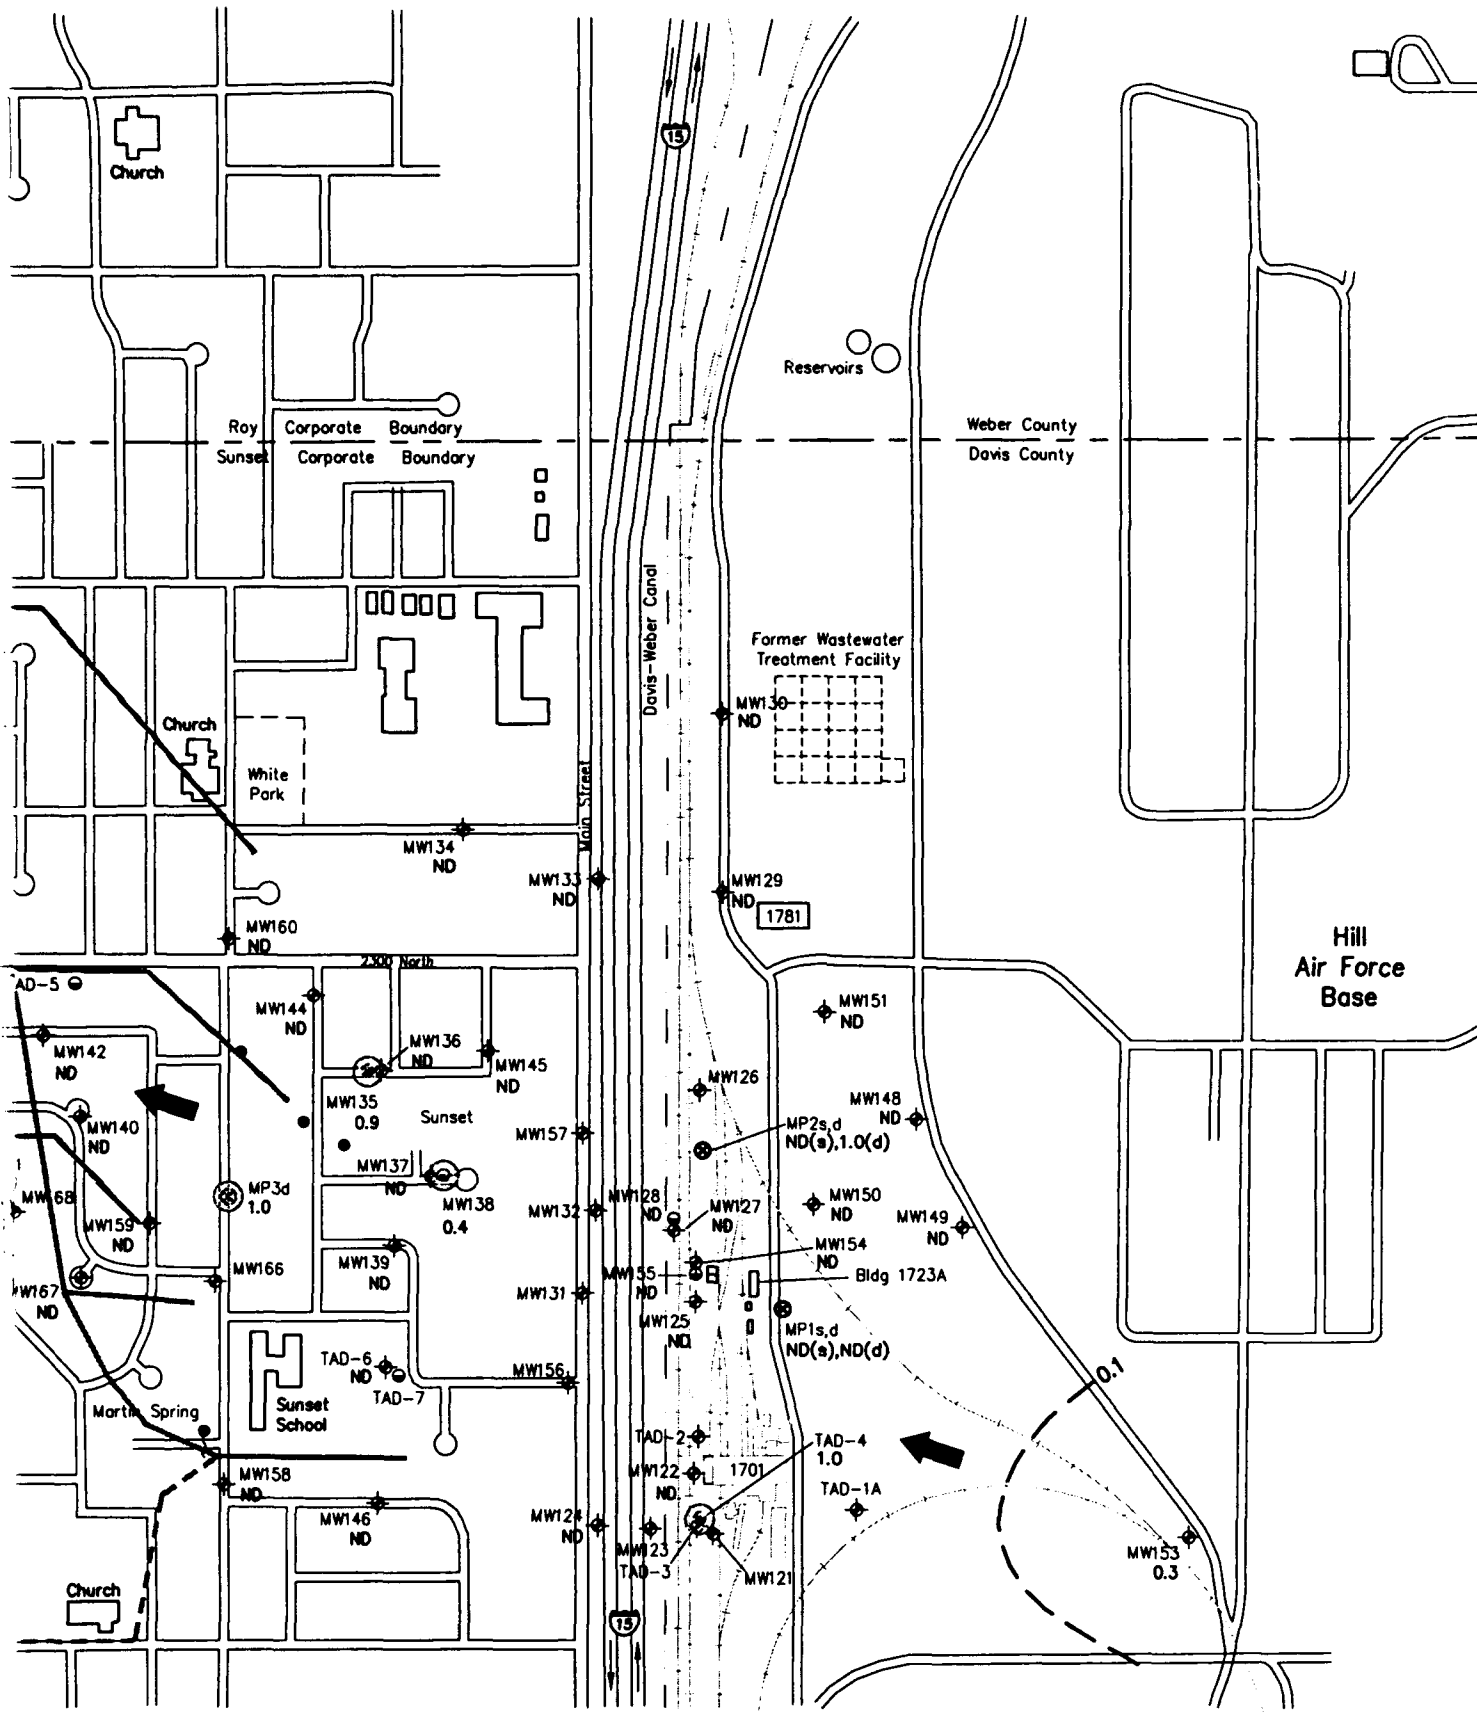 15
Church
Reservoirs
Roy Corporate Boundary
Sunset Corporate Boundary
Weber County
Davis County
Davis-Weber Canal
Former Wastewater
Treatment Facility
MW130
ND
Church
White
Park
Main Street
MW134
ND
MW133
ND
MW129
ND
1781
MW160
ND
2300 North
Hill
Air Force
Base
AD-5
MW144
ND
MW151
ND
MW142
ND
MW136
ND
MW145
ND
MW126
MW135
0.9
Sunset
MW148
ND
MW140
ND
MW157
MP2s,d
ND(s),1.0(d)
MW137
ND
MP3d
1.0
MW138
0.4
MW128
ND
MW127
ND
MW150
ND
MW149
ND
MW168
MW159
ND
MW132
MW139
ND
MW154
ND
MW155
ND
Bldg 1723A
MW166
W167
ND
MW131
MW125
ND
MP1s,d
ND(s),ND(d)
TAD-6
ND
TAD-7
MW156
0.1
Martin Spring
Sunset
School
TAD-2
TAD-4
1.0
MW122
ND
1701
MW158
ND
TAD-1A
MW146
ND
MW124
ND
MW123
TAD-3
MW121
MW153
0.3
Church
15